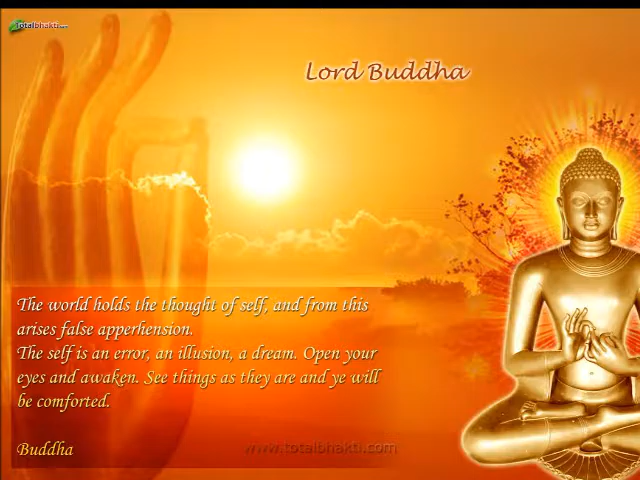 totalbhakti.com
Lord Buddha
The world holds the thought of self, and from this
arises false apperhension.
The self is an error, an illusion, a dream. Open your
eyes and awaken. See things as they are and ye will
be comforted.
Buddha
www.totalbhakti.com